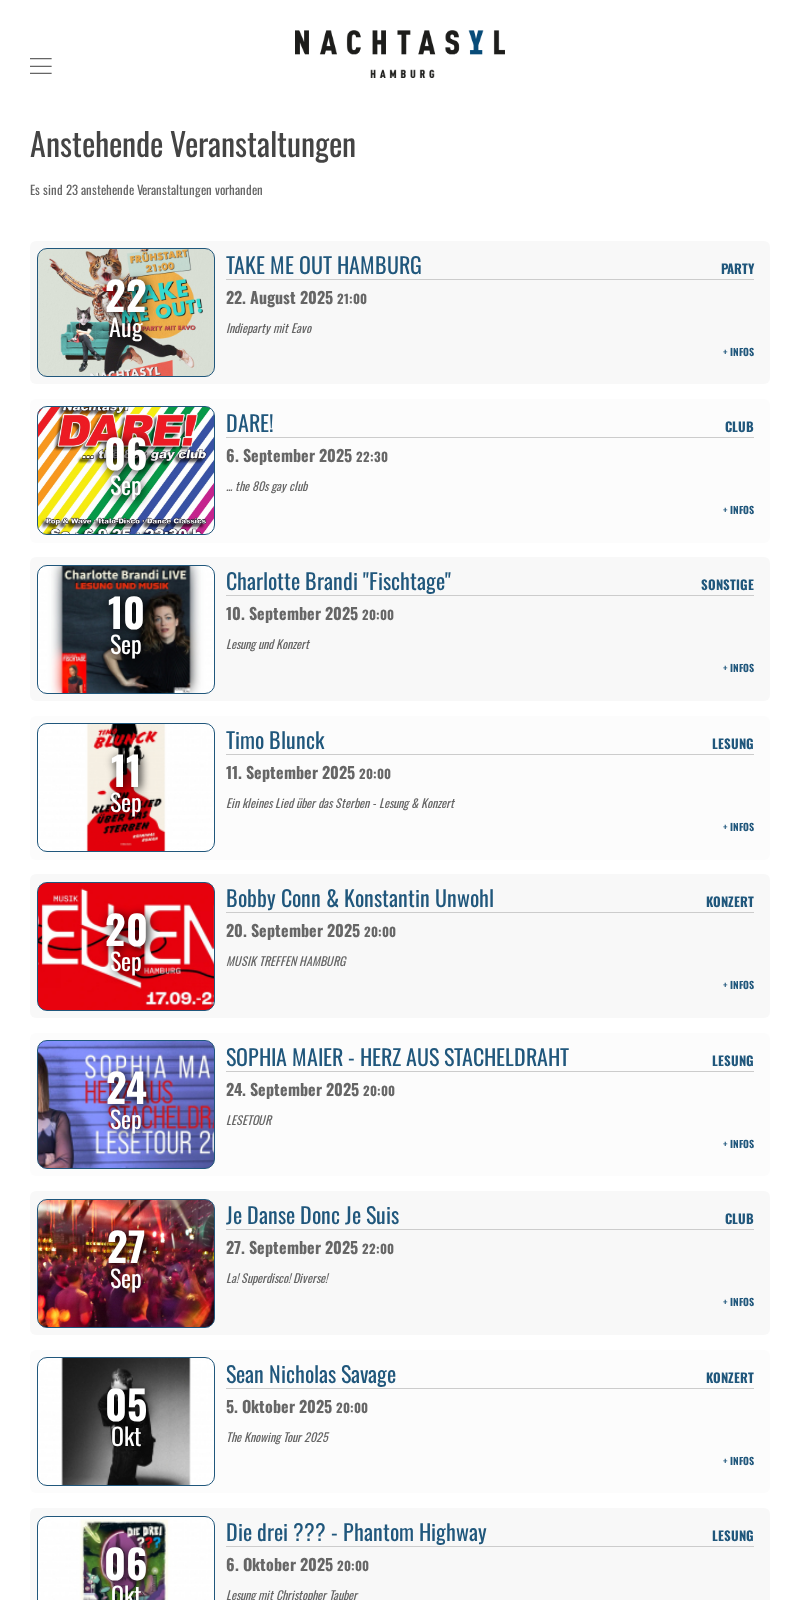 NACHTASYL
HAMBURG
Anstehende Veranstaltungen
Es sind 23 anstehende Veranstaltungen vorhanden
FRÜHSTART
21:00
TAKE
ME OUT!
PARTY MIT EAVO
NACHTASYL
22
Aug
TAKE ME OUT HAMBURG
PARTY
22. August 2025 21:00
Indieparty mit Eavo
+ INFOS
Nachtasyl
DARE!
gay club
Pop & Wave · Italo-Disco · Dance Classics
06
Sep
DARE!
CLUB
6. September 2025 22:30
... the 80s gay club
+ INFOS
Charlotte Brandi LIVE
LESUNG UND MUSIK
FISCHTAGE
10
Sep
Charlotte Brandi "Fischtage"
SONSTIGE
10. September 2025 20:00
Lesung und Konzert
+ INFOS
BLUNCK
STERBEN
11
Sep
Timo Blunck
LESUNG
11. September 2025 20:00
Ein kleines Lied über das Sterben - Lesung & Konzert
+ INFOS
MUSIK
HAMBURG
17.09.-2
20
Sep
Bobby Conn & Konstantin Unwohl
KONZERT
20. September 2025 20:00
MUSIK TREFFEN HAMBURG
+ INFOS
SOPHIA MA
STACHELDR
LESETOUR 20
24
Sep
SOPHIA MAIER - HERZ AUS STACHELDRAHT
LESUNG
24. September 2025 20:00
LESETOUR
+ INFOS
27
Sep
Je Danse Donc Je Suis
CLUB
27. September 2025 22:00
La! Superdisco! Diverse!
+ INFOS
05
Okt
Sean Nicholas Savage
KONZERT
5. Oktober 2025 20:00
The Knowing Tour 2025
+ INFOS
DIE DREI
???
06
Okt
Die drei ??? - Phantom Highway
LESUNG
6. Oktober 2025 20:00
Lesung mit Christopher Tauber